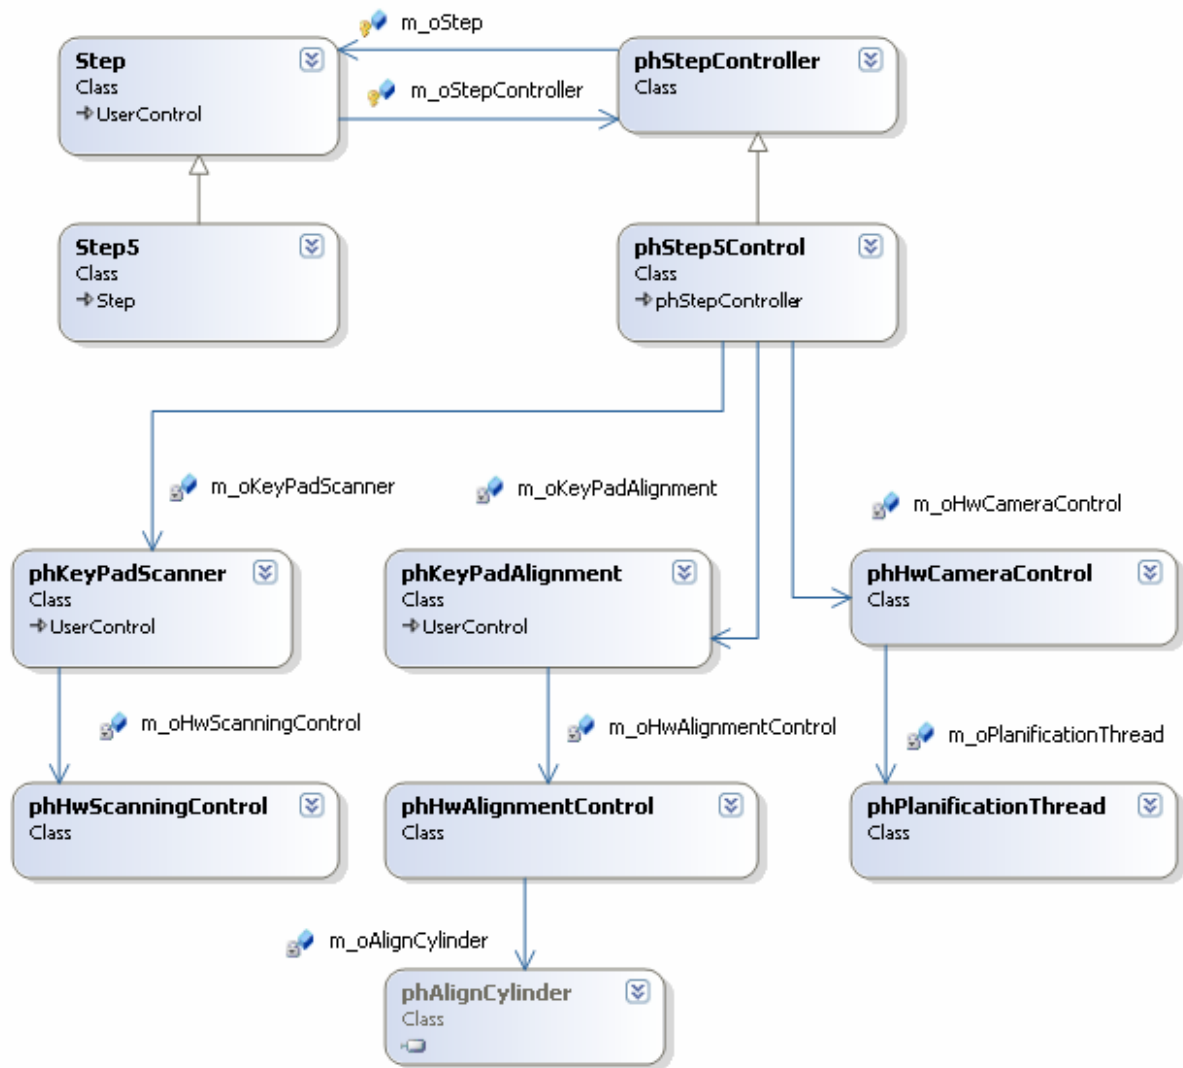 m_oStep
Step
Class
UserControl
phStepController
Class
m_oStepController
Step5
Class
Step
phStep5Control
Class
phStepController
m_oKeyPadScanner
m_oKeyPadAlignment
m_oHwCameraControl
phKeyPadScanner
Class
UserControl
phKeyPadAlignment
Class
UserControl
phHwCameraControl
Class
m_oHwScanningControl
m_oHwAlignmentControl
m_oPlanificationThread
phHwScanningControl
Class
phHwAlignmentControl
Class
phPlanificationThread
Class
m_oAlignCylinder
phAlignCylinder
Class